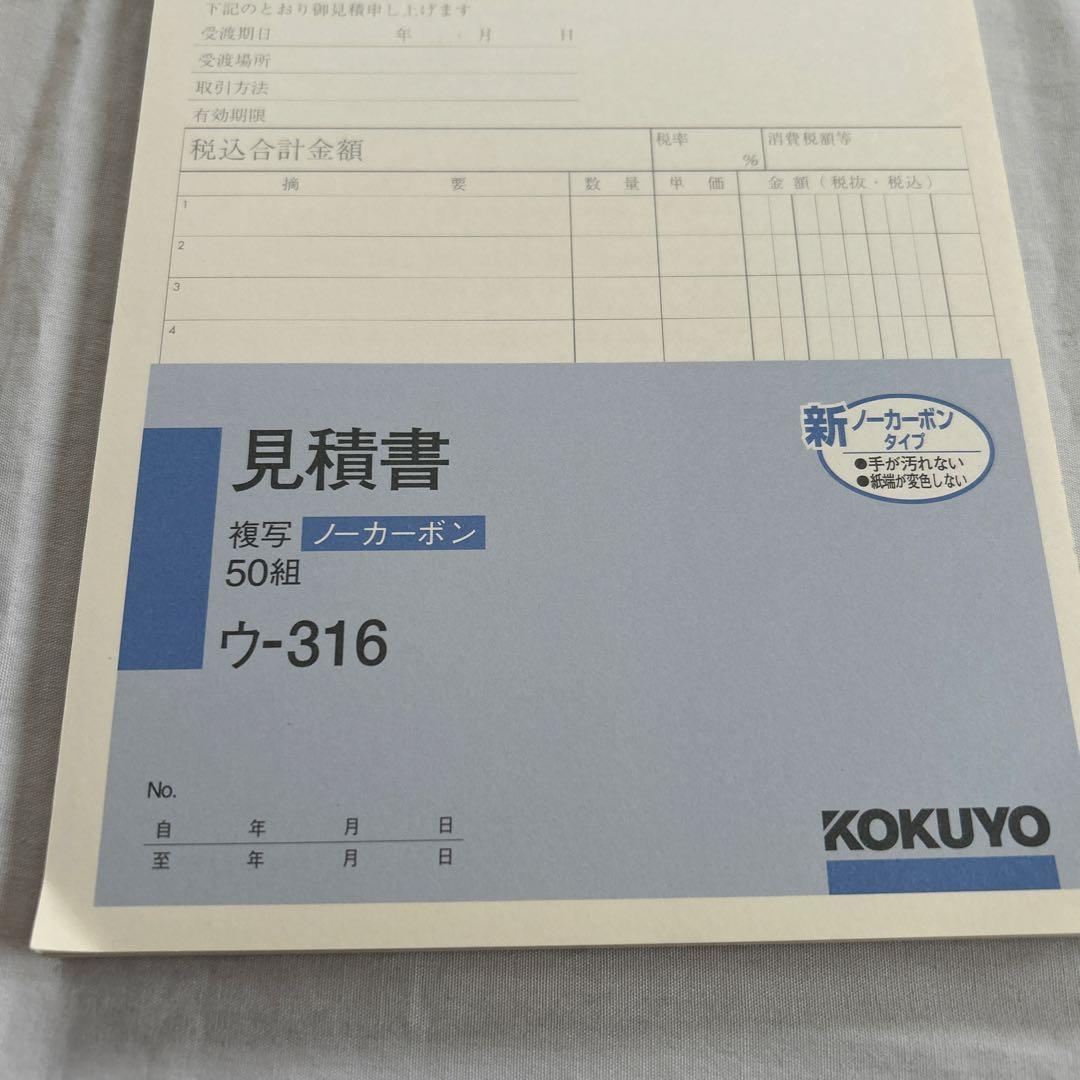 下記のとおり御見積申し上げます
受渡期日 年 月 日
受渡場所
取引方法
有効期限
税込合計金額 税率 % 消費税額等
摘 要 数 量 単 価 金 額 (税抜・税込)
1
2
3
4
見積書
複写 ノーカーボン
50組
ウ-316
新 ノーカーボン
タイプ
●手が汚れない
●紙端が変色しない
No.
自 年 月 日
至 年 月 日
KOKUYO